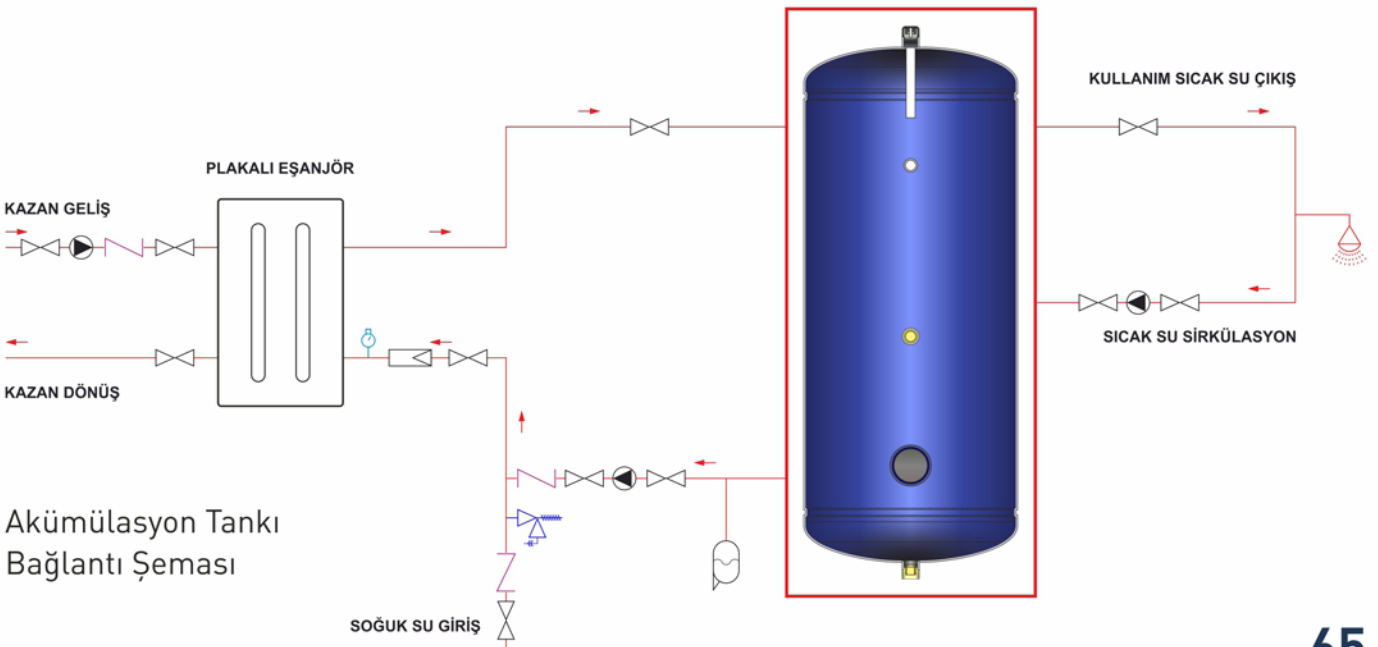 KULLANIM SICAK SU ÇIKIŞ
PLAKALI EŞANJÖR
KAZAN GELİŞ
SICAK SU SİRKÜLASYON
KAZAN DÖNÜŞ
Akümülasyon Tankı
Bağlantı Şeması
SOĞUK SU GİRİŞ
65